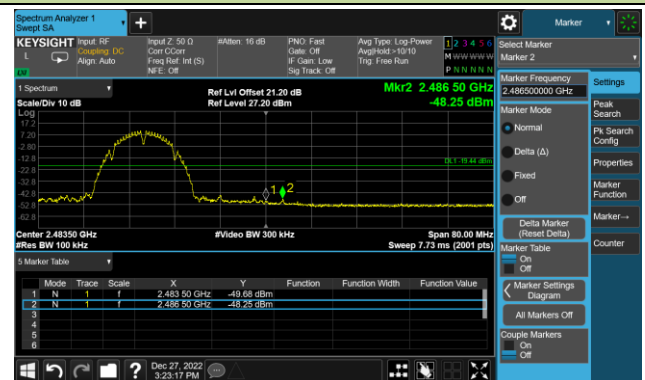 Spectrum Analyzer 1
Swept SA
+
Marker
KEYSIGHT
L
Input: RF
Coupling: DC
Align: Auto
Input Z: 50 Ω
Corr CCorr
Freq Ref: Int (S)
NFE: Off
#Atten: 16 dB
PNO: Fast
Gate: Off
IF Gain: Low
Sig Track: Off
Avg Type: Log-Power
Avg|Hold:>10/10
Trig: Free Run
1 2 3 4 5 6
M W W W W W
P N N N N N
Select Marker
Marker 2
1 Spectrum
Scale/Div 10 dB
Log
Ref Lvl Offset 21.20 dB
Ref Level 27.20 dBm
Mkr2 2.486 50 GHz
-48.25 dBm
17.2
7.20
-2.80
-12.8
-22.8
-32.8
-42.8
-52.8
-62.8
DL1 -19.44 dBm
1
2
Center 2.48350 GHz
#Res BW 100 kHz
#Video BW 300 kHz
Span 80.00 MHz
Sweep 7.73 ms (2001 pts)
5 Marker Table
Mode Trace Scale X Y Function Function Width Function Value
1 N 1 f 2.483 50 GHz -49.68 dBm
2 N 1 f 2.486 50 GHz -48.25 dBm
3
4
5
6
Marker Frequency
2.486500000 GHz
Marker Mode
Normal
Delta (Δ)
Fixed
Off
Delta Marker
(Reset Delta)
Marker Table
On
Off
Marker Settings
Diagram
All Markers Off
Couple Markers
On
Off
Settings
Peak
Search
Pk Search
Config
Properties
Marker
Function
Marker→
Counter
?
Dec 27, 2022
3:23:17 PM